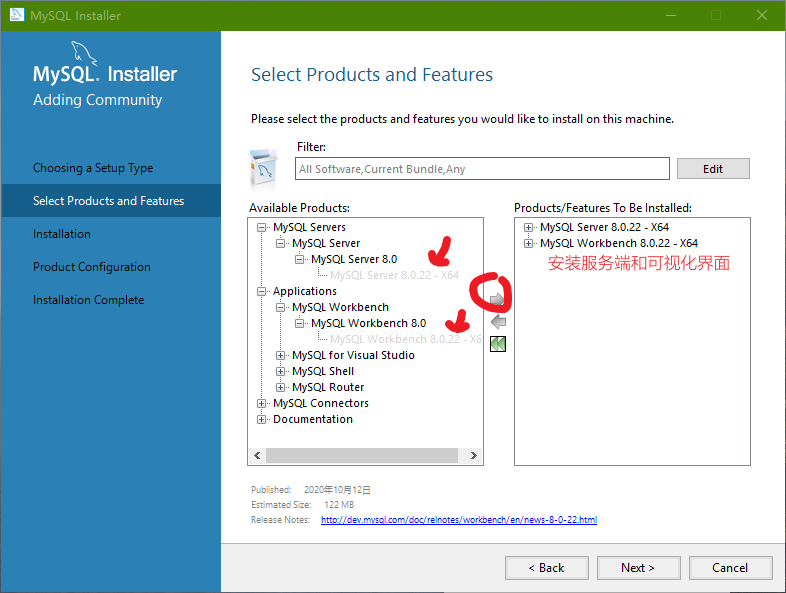 MySQL Installer
MySQL. Installer
Adding Community
Choosing a Setup Type
Select Products and Features
Installation
Product Configuration
Installation Complete
Select Products and Features
Please select the products and features you would like to install on this machine.
Filter:
All Software,Current Bundle,Any
Edit
Available Products:
MySQL Servers
MySQL Server
MySQL Server 8.0
MySQL Server 8.0.22 - X64
Applications
MySQL Workbench
MySQL Workbench 8.0
MySQL Workbench 8.0.22 - X6
MySQL for Visual Studio
MySQL Shell
MySQL Router
MySQL Connectors
Documentation
Products/Features To Be Installed:
MySQL Server 8.0.22 - X64
MySQL Workbench 8.0.22 - X64
安装服务端和可视化界面
Published: 2020年10月12日
Estimated Size: 122 MB
Release Notes: http://dev.mysql.com/doc/relnotes/workbench/en/news-8-0-22.html
< Back
Next >
Cancel